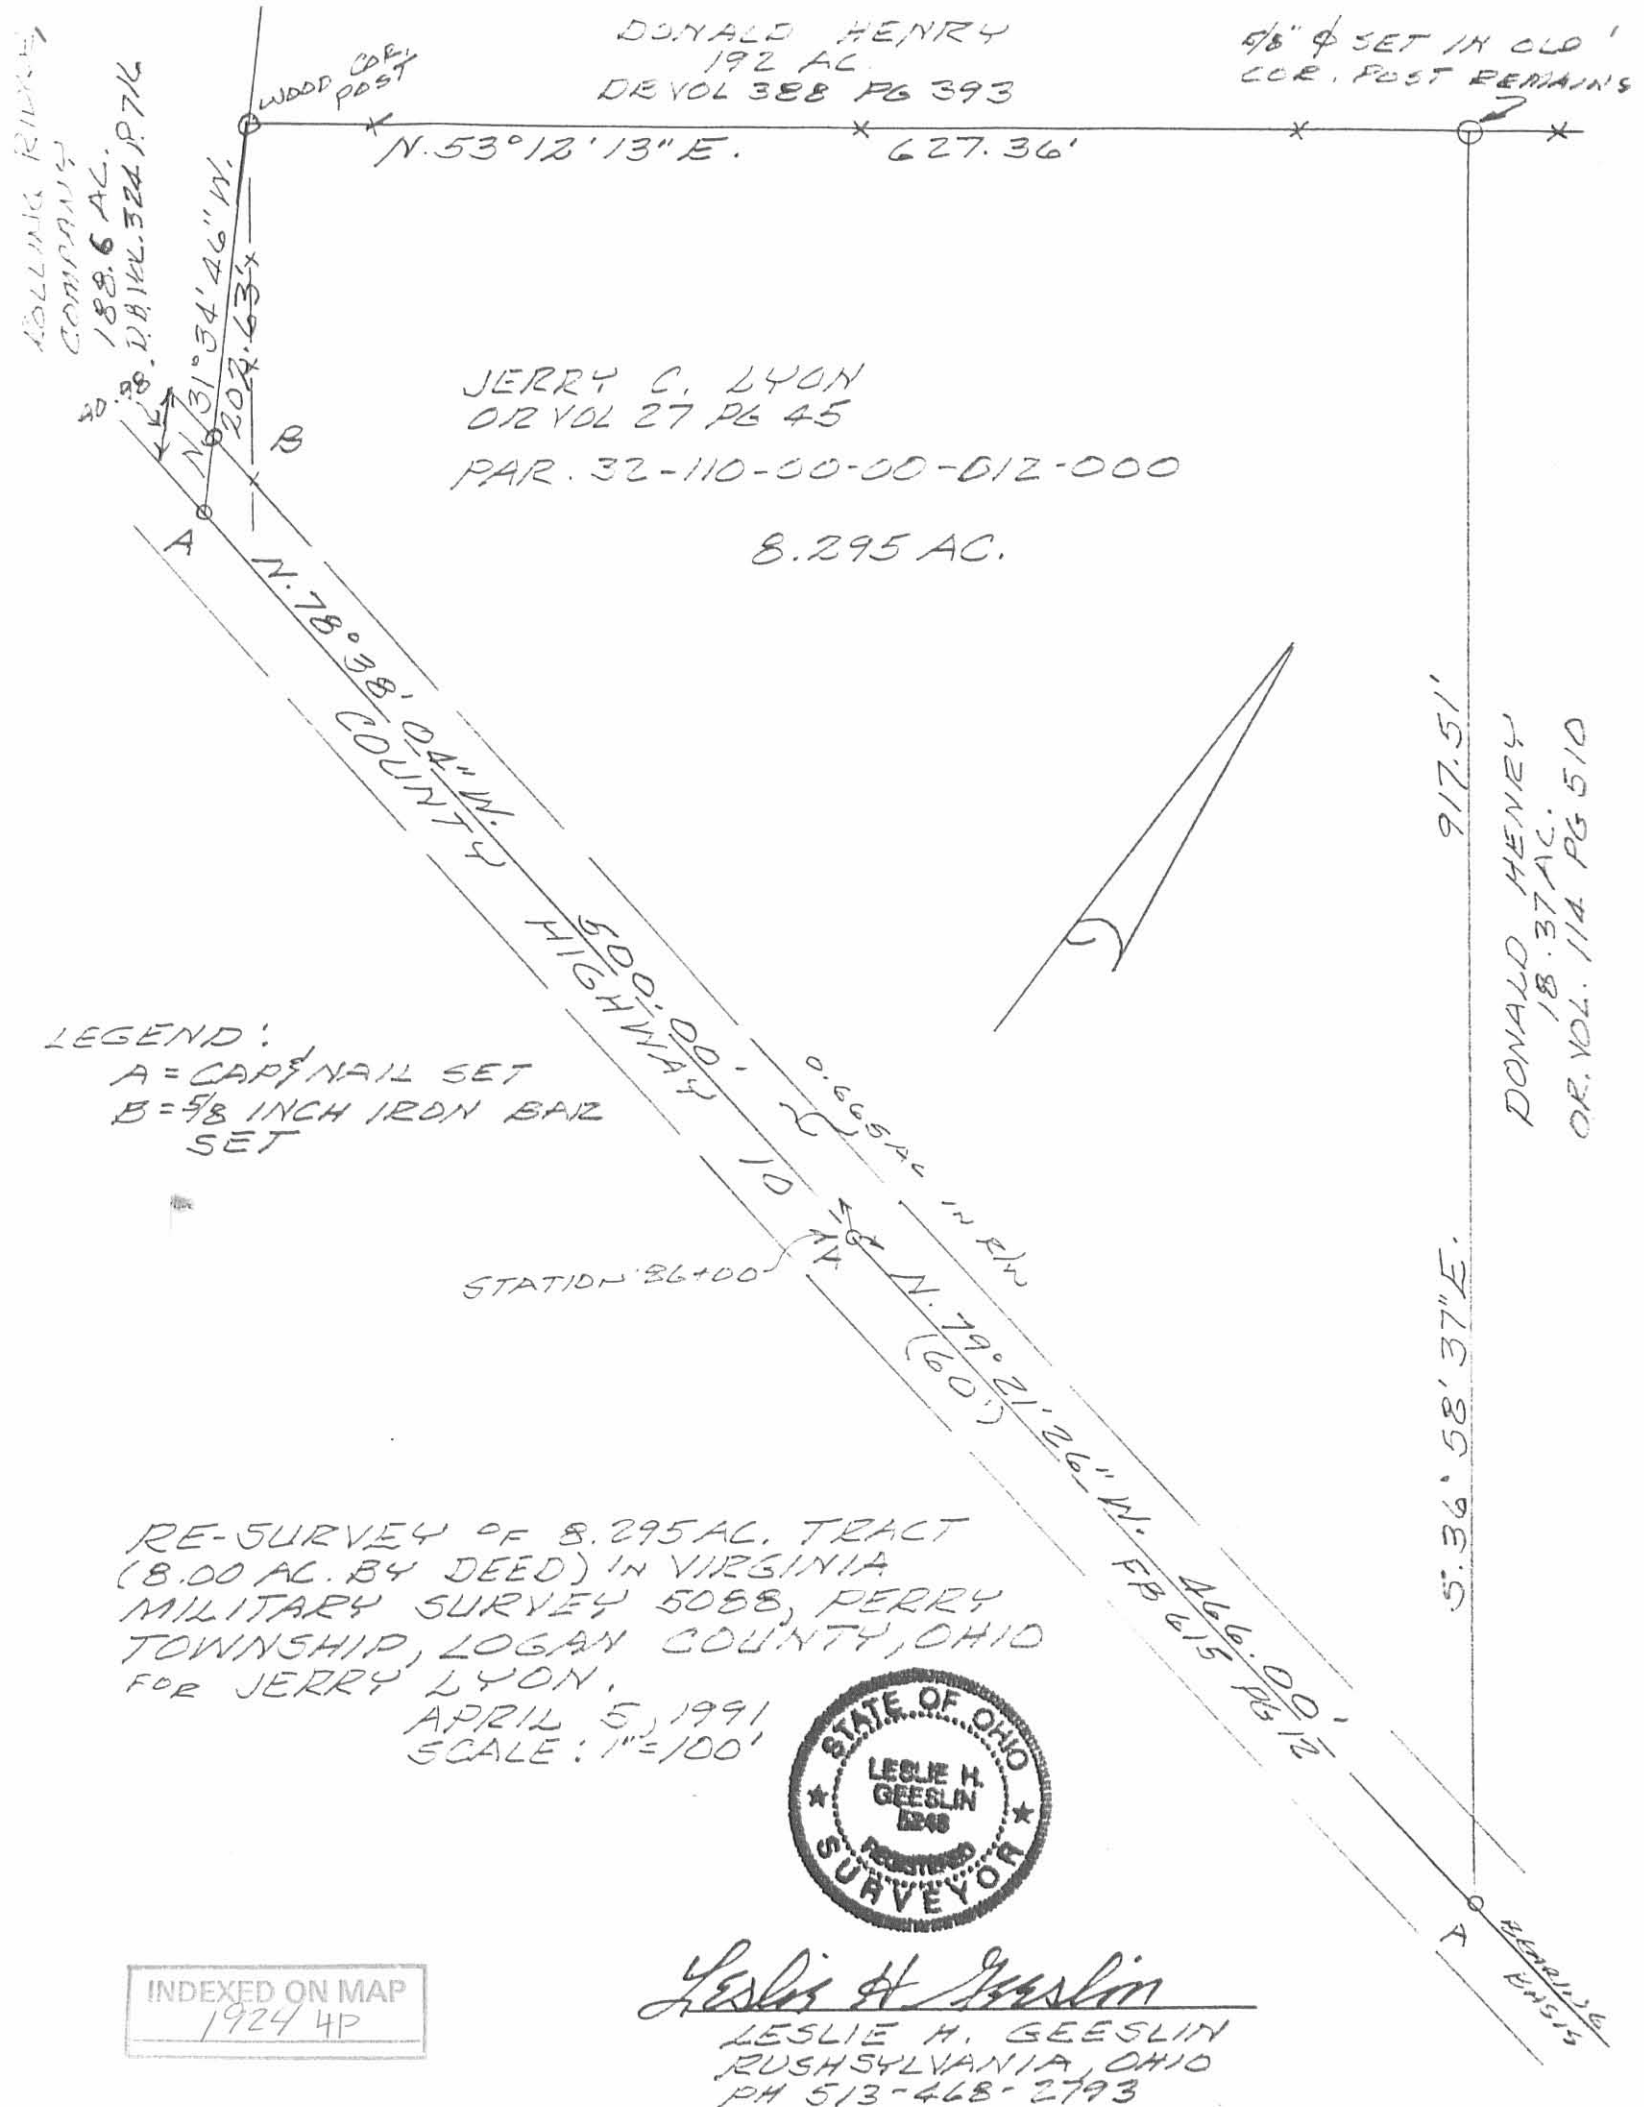 DONALD HENRY
192 AC.
DE VOL 388 PG 393
5/8" ⌀ SET IN OLD
COR. POST REMAINS
WOOD COR. POST
N. 53°12'13" E. 627.36'
COMPANY
188.6 AC.
P. 716
N. 31°34'46" W.
202.63'
B
A
JERRY C. LYON
OR VOL 27 PG 45
PAR. 32-110-00-00-012-000
8.295 AC.
N. 78°38'04" W. 500.00'
COUNTY HIGHWAY 10
917.51'
S. 36°58'37" E.
DONALD HENRY
18.37 AC.
OR. VOL. 114 PG 510
LEGEND:
A = CAP & NAIL SET
B = 5/8 INCH IRON BAR
SET
0.665 AC IN R/W
STATION 86+00
A
N. 79°21'26" W. 466.00'
(60')
FB 615 PG 12
RE-SURVEY OF 8.295 AC. TRACT
(8.00 AC. BY DEED) IN VIRGINIA
MILITARY SURVEY 5088, PERRY
TOWNSHIP, LOGAN COUNTY, OHIO
FOR JERRY LYON.
APRIL 5, 1991
SCALE: 1"=100'
STATE OF OHIO
LESLIE H.
GEESLIN
5248
REGISTERED
SURVEYOR
A
BEARING
BASIS
INDEXED ON MAP
1924 4P
Leslie H Geeslin
LESLIE H. GEESLIN
RUSHSYLVANIA, OHIO
PH 513-468-2793